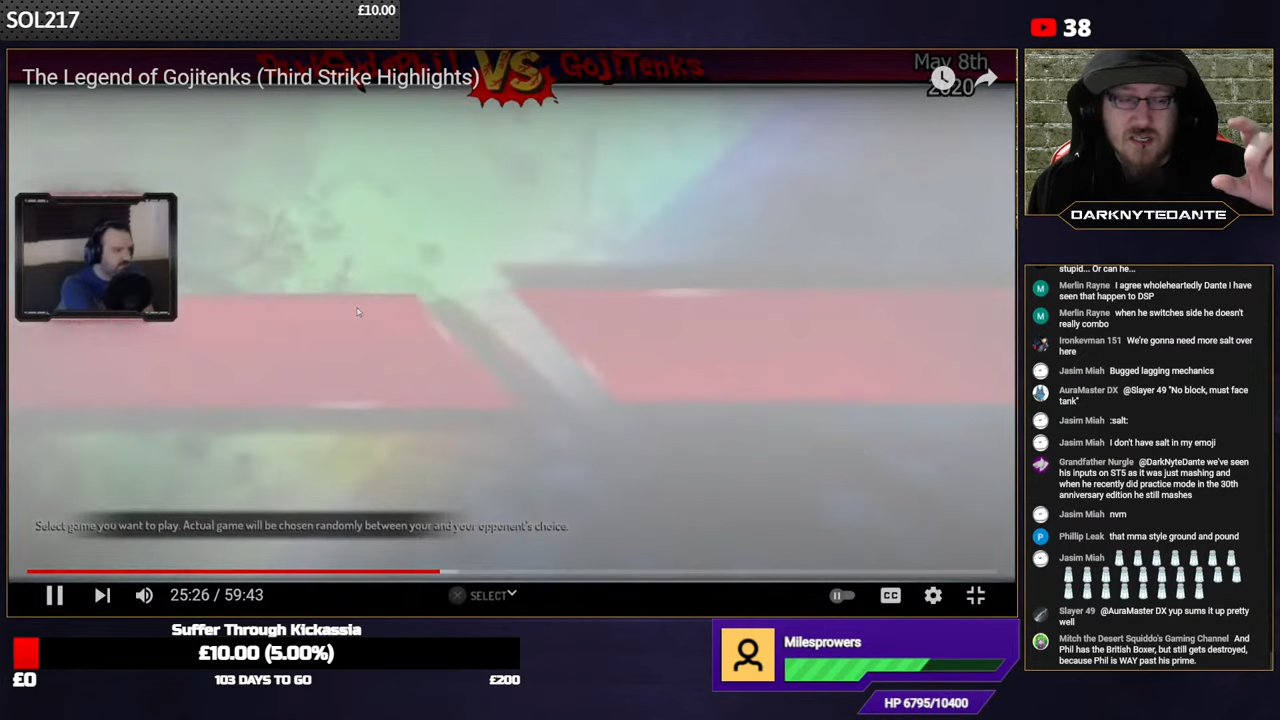 SOL217
£10.00
38
The Legend of Gojitenks (Third Strike Highlights)
VS
GojiTenks
May 8th
2020
DARKNYTEDANTE
stupid... Or can he...
Merlin Rayne I agree wholeheartedly Dante I have
seen that happen to DSP
Merlin Rayne when he switches side he doesn't
really combo
Ironkevman 151 We're gonna need more salt over
here
Jasim Miah Bugged lagging mechanics
AuraMaster DX @Slayer 49 "No block, must face
tank"
Jasim Miah :salt:
Jasim Miah I don't have salt in my emoji
Grandfather Nurgle @DarkNyteDante we've seen
his inputs on ST5 as it was just mashing and
when he recently did practice mode in the 30th
anniversary edition he still mashes
Jasim Miah nvm
Phillip Leak that mma style ground and pound
Jasim Miah
Slayer 49 @AuraMaster DX yup sums it up pretty
well
Mitch the Desert Squiddo's Gaming Channel And
Phil has the British Boxer, but still gets destroyed,
because Phil is WAY past his prime.
Select game you want to play. Actual game will be chosen randomly between your and your opponent's choice.
25:26 / 59:43
SELECT
CC
Suffer Through Kickassia
£10.00 (5.00%)
£0
103 DAYS TO GO
£200
Milesprowers
HP 6795/10400